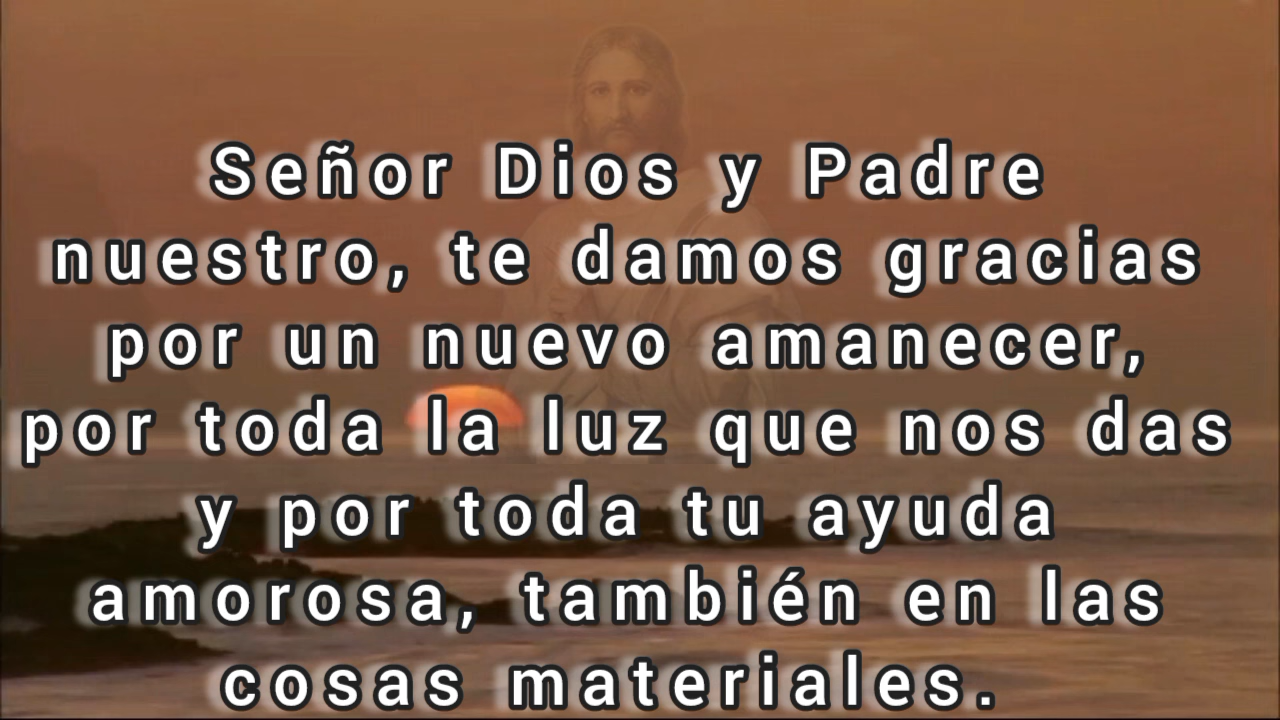 Señor Dios y Padre
nuestro, te damos gracias
por un nuevo amanecer,
por toda la luz que nos das
y por toda tu ayuda
amorosa, también en las
cosas materiales.